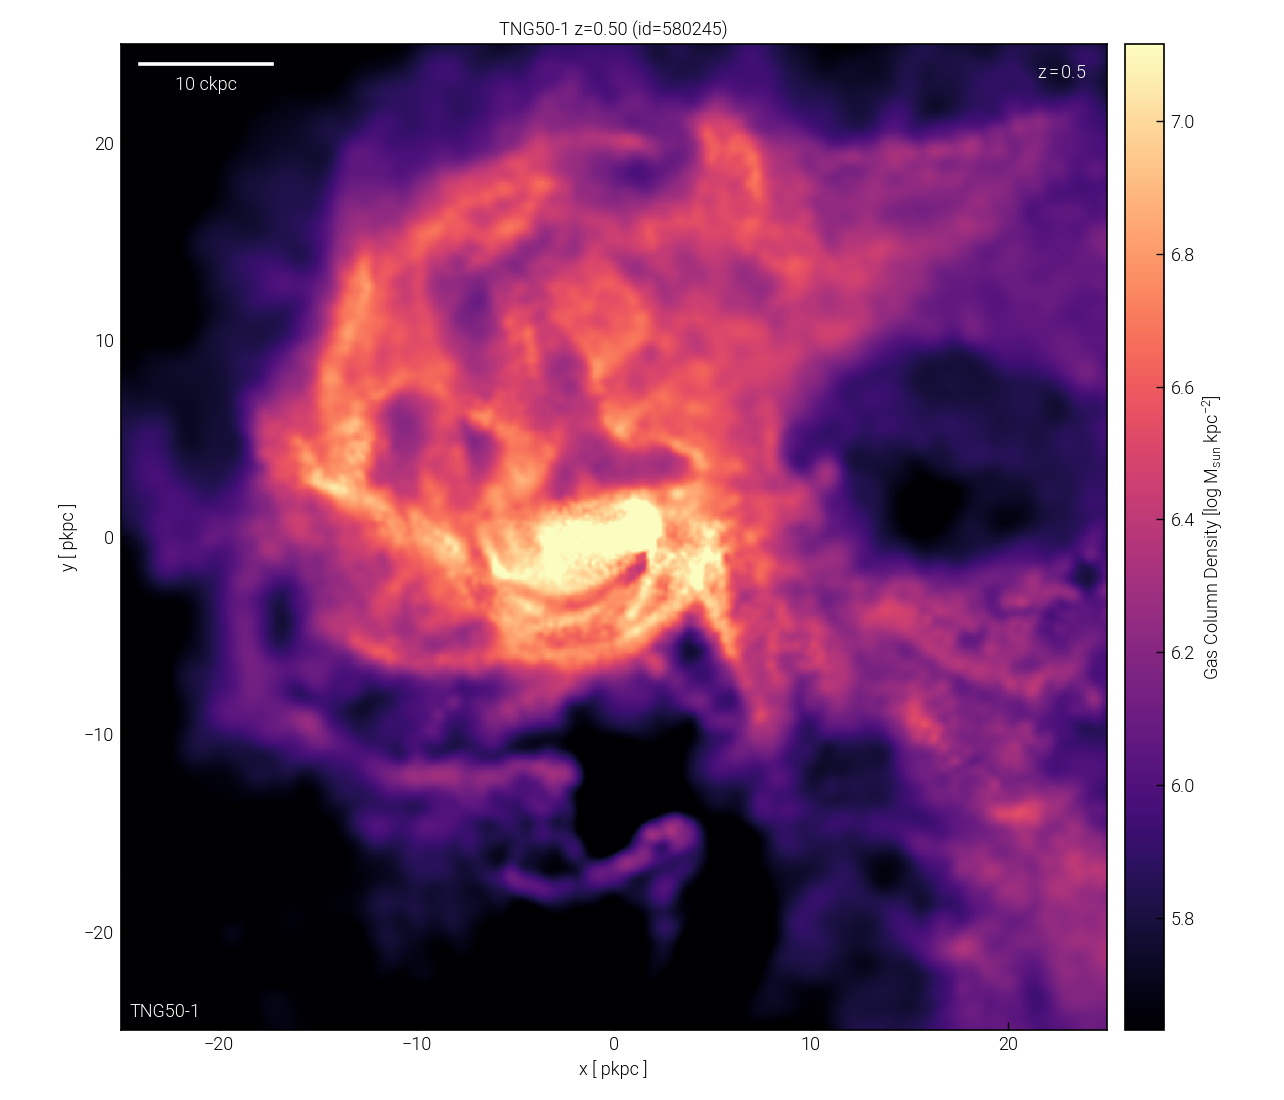 TNG50-1 z=0.50 (id=580245)
10 ckpc
z=0.5
20
10
0
−10
−20
y [ pkpc ]
TNG50-1
−20
−10
0
10
20
x [ pkpc ]
7.0
6.8
6.6
6.4
6.2
6.0
5.8
Gas Column Density [log M_sun kpc^−2]